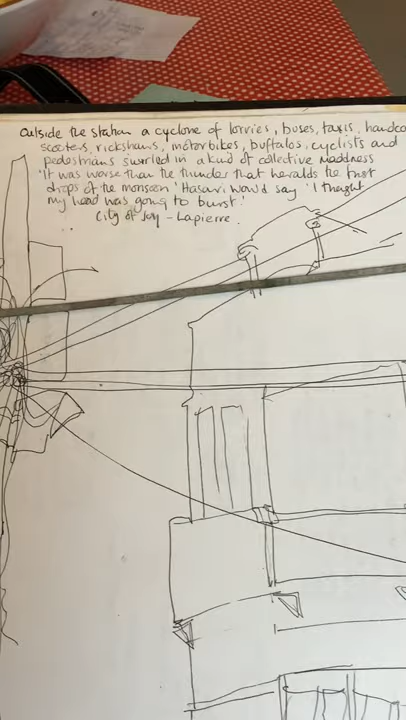 Outside the station a cyclone of lorries, buses, taxis, handca
scooters, rickshaws, motorbikes, buffalos, cyclists and
pedestrians swirled in a kind of collective madness
'It was worse than the thunder that heralds the first
drops of the monsoon' Hasari would say 'I thought
my head was going to burst.'
City of Joy - Lapierre.